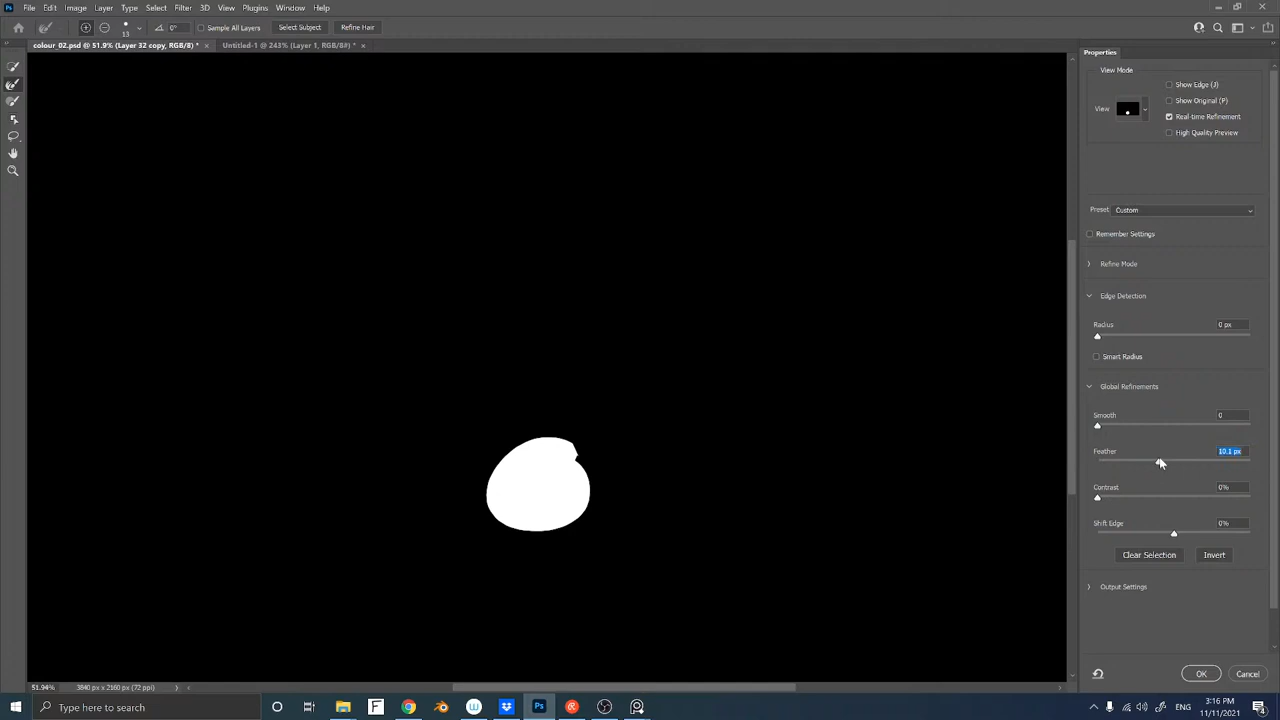 Ps File Edit Image Layer Type Select Filter 3D View Plugins Window Help
13 0° Sample All Layers Select Subject Refine Hair
colour_02.psd @ 51.9% (Layer 32 copy, RGB/8) * × Untitled-1 @ 243% (Layer 1, RGB/8#) * ×
Properties
View Mode
Show Edge (J)
View
Show Original (P)
Real-time Refinement
High Quality Preview
Preset Custom
Remember Settings
Refine Mode
Edge Detection
Radius 0 px
Smart Radius
Global Refinements
Smooth 0
Feather 10.1 px
Contrast 0%
Shift Edge 0%
Clear Selection Invert
Output Settings
OK Cancel
51.94% 3840 px x 2160 px (72 ppi)
Type here to search
F W Ps
ENG
3:16 PM
11/11/2021